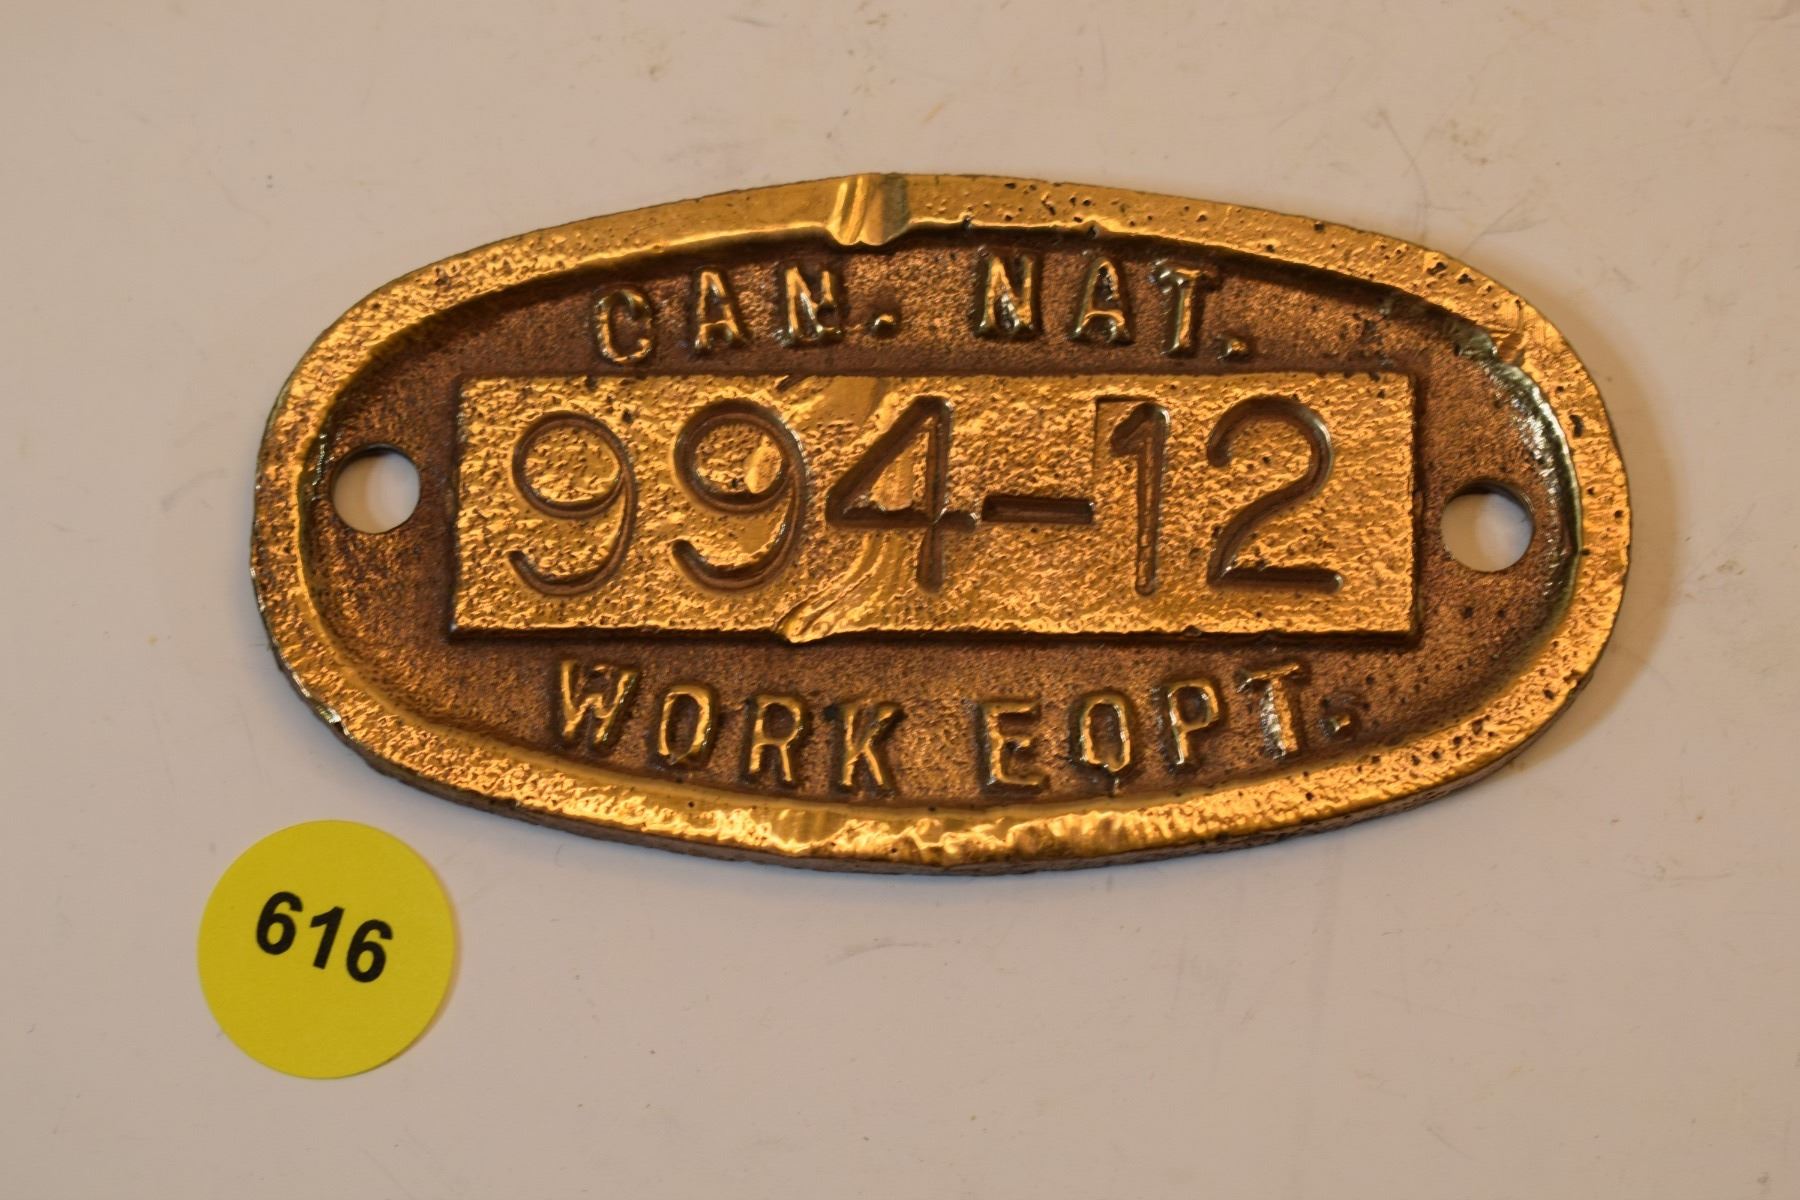 CAN. NAT.
994-12
WORK EQPT.
616